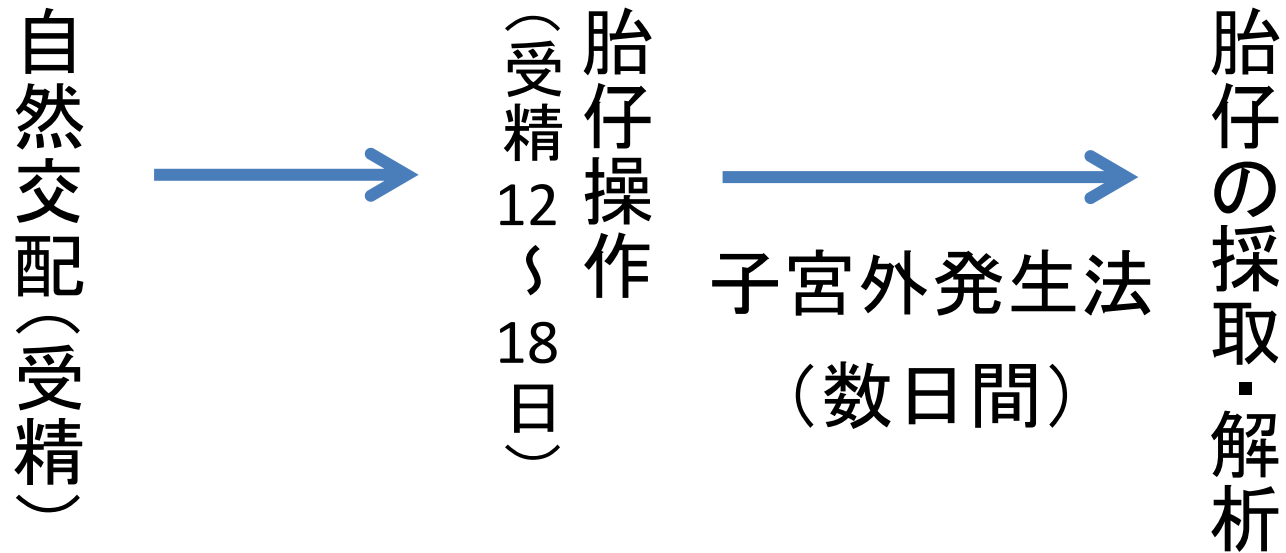 自然交配（受精）
胎仔操作
（受精12～18日）
子宮外発生法
（数日間）
胎仔の採取・解析